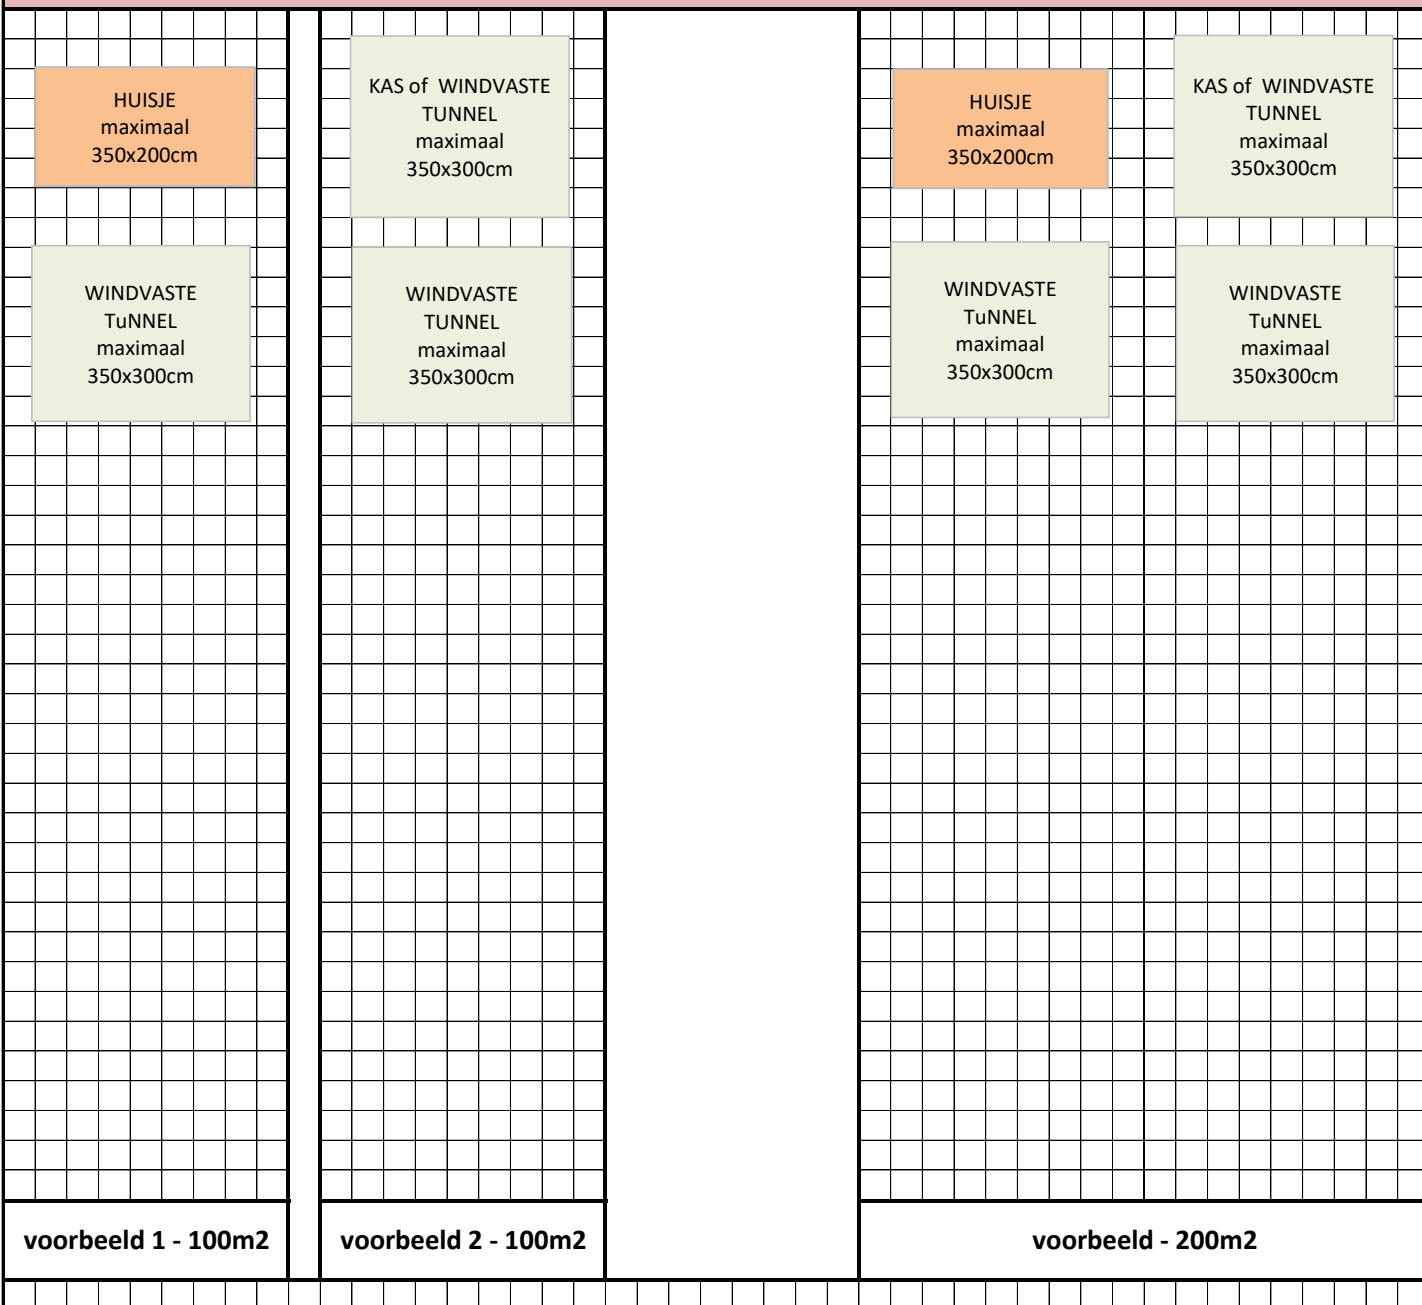 HUISJE
maximaal
350x200cm
WINDVASTE
TuNNEL
maximaal
350x300cm
voorbeeld 1 - 100m2
KAS of WINDVASTE
TUNNEL
maximaal
350x300cm
WINDVASTE
TUNNEL
maximaal
350x300cm
voorbeeld 2 - 100m2
HUISJE
maximaal
350x200cm
KAS of WINDVASTE
TUNNEL
maximaal
350x300cm
WINDVASTE
TuNNEL
maximaal
350x300cm
WINDVASTE
TuNNEL
maximaal
350x300cm
voorbeeld - 200m2